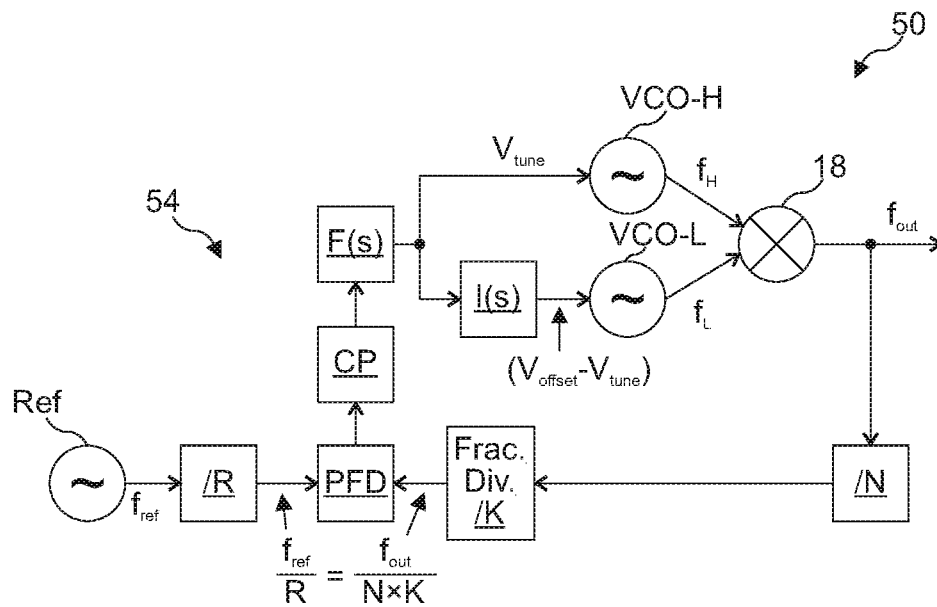 50
VCO-H
V_tune
f_H
18
54
f_out
F(s)
VCO-L
I(s)
f_L
CP
(V_offset-V_tune)
Ref
~
~
~
Frac.
Div.
/K
/R
PFD
/N
f_ref
f_ref / R = f_out / N×K